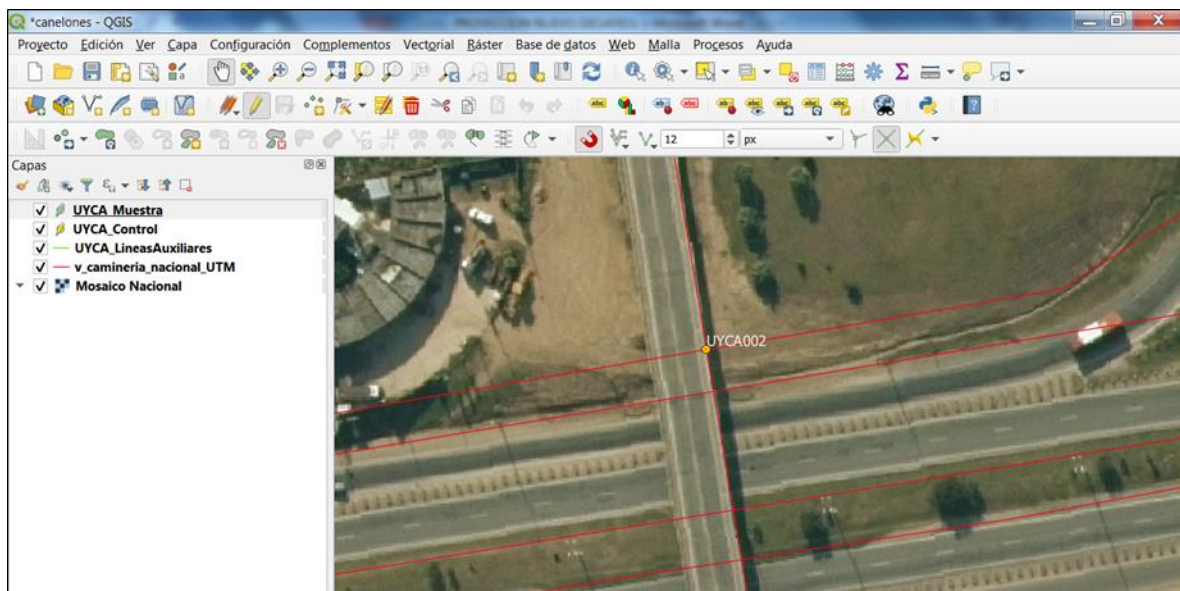 *canelones - QGIS
Proyecto Edición Ver Capa Configuración Complementos Vectorial Ráster Base de datos Web Malla Procesos Ayuda
12 px
Capas
UYCA_Muestra
UYCA_Control
UYCA_LineasAuxiliares
v_camineria_nacional_UTM
Mosaico Nacional
UYCA002